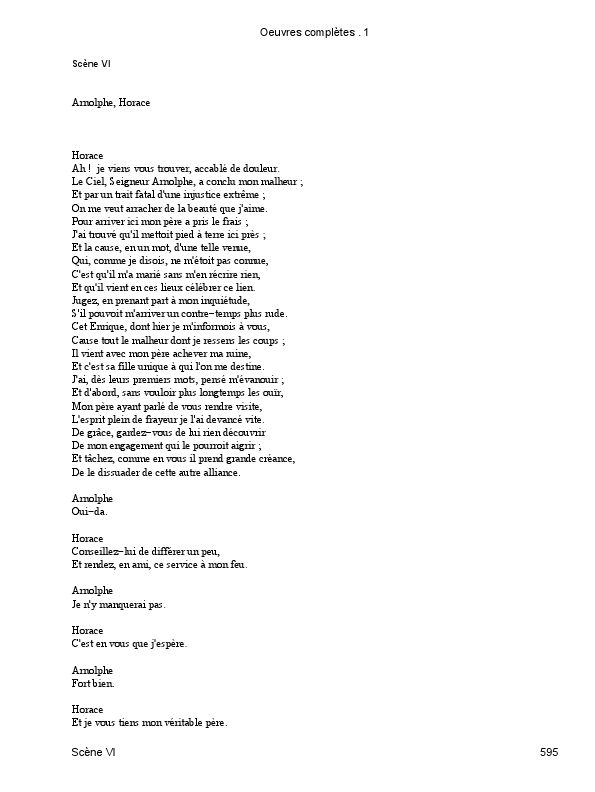 Oeuvres complètes . 1
Scène VI
Arnolphe, Horace
Horace
Ah ! je viens vous trouver, accablé de douleur.
Le Ciel, Seigneur Arnolphe, a conclu mon malheur ;
Et par un trait fatal d'une injustice extrême ;
On me veut arracher de la beauté que j'aime.
Pour arriver ici mon père a pris le frais ;
J'ai trouvé qu'il mettoit pied à terre ici près ;
Et la cause, en un mot, d'une telle venue,
Qui, comme je disois, ne m'étoit pas connue,
C'est qu'il m'a marié sans m'en récrire rien,
Et qu'il vient en ces lieux célébrer ce lien.
Jugez, en prenant part à mon inquiétude,
S'il pouvoit m'arriver un contre-temps plus rude.
Cet Enrique, dont hier je m'informois à vous,
Cause tout le malheur dont je ressens les coups ;
Il vient avec mon père achever ma ruine,
Et c'est sa fille unique à qui l'on me destine.
J'ai, dès leurs premiers mots, pensé m'évanouir ;
Et d'abord, sans vouloir plus longtemps les ouïr,
Mon père ayant parlé de vous rendre visite,
L'esprit plein de frayeur je l'ai devancé vite.
De grâce, gardez-vous de lui rien découvrir
De mon engagement qui le pourroit aigrir ;
Et tâchez, comme en vous il prend grande créance,
De le dissuader de cette autre alliance.
Arnolphe
Oui-da.
Horace
Conseillez-lui de différer un peu,
Et rendez, en ami, ce service à mon feu.
Arnolphe
Je n'y manquerai pas.
Horace
C'est en vous que j'espère.
Arnolphe
Fort bien.
Horace
Et je vous tiens mon véritable père.
Scène VI 595